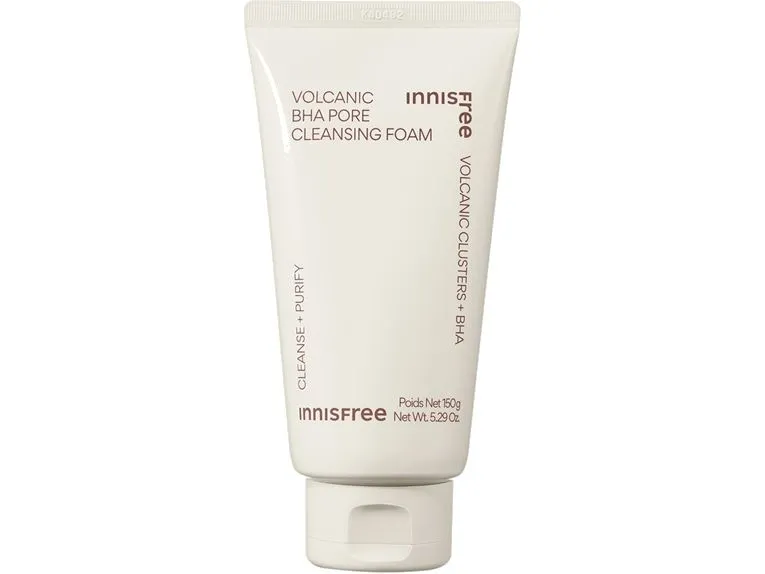 VOLCANIC
BHA PORE
CLEANSING FOAM
INNISFree
VOLCANIC CLUSTERS + BHA
CLEANSE + PURIFY
INNISFree
Poids Net 150g
Net Wt. 5.29 Oz.